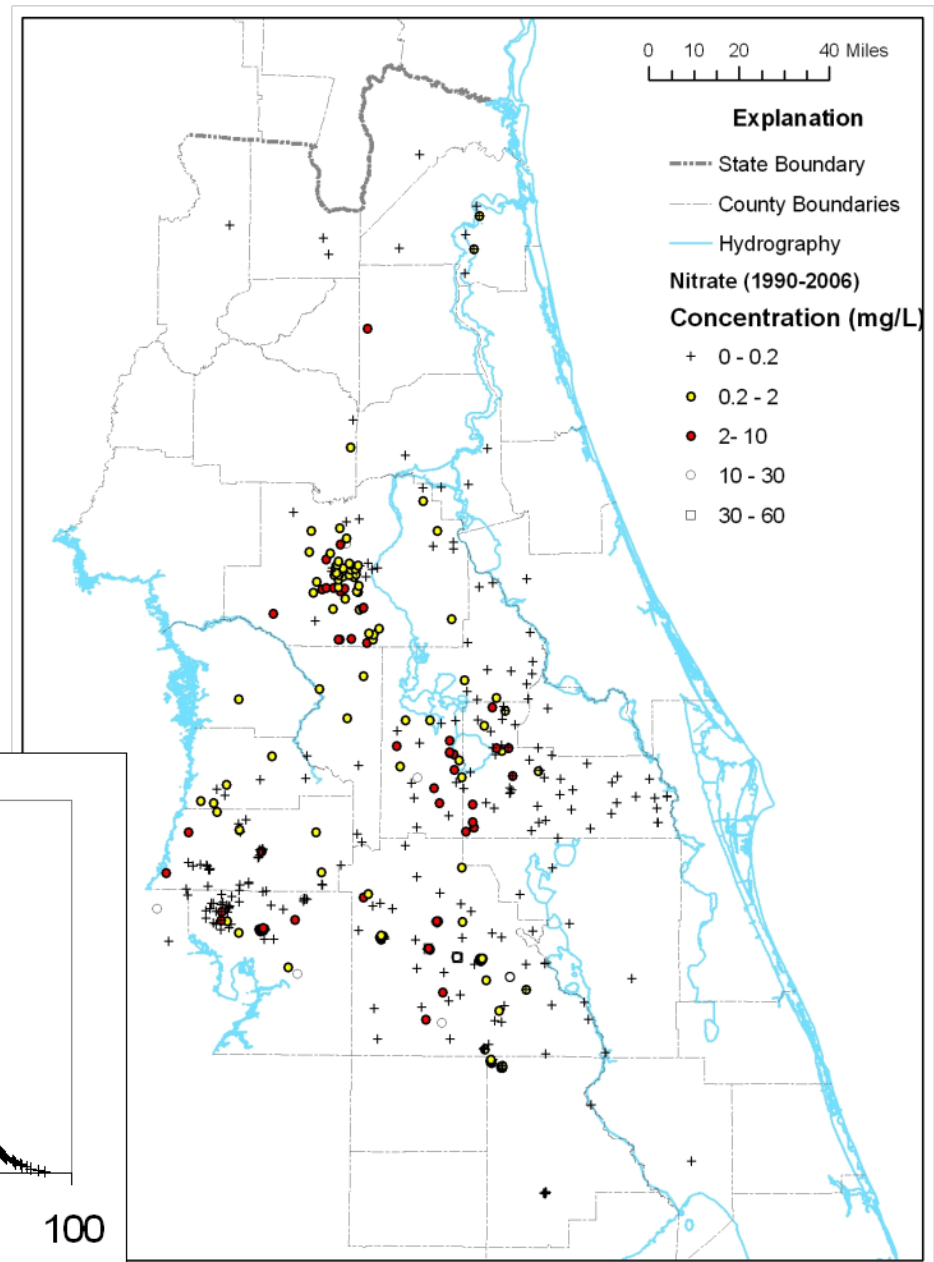 0 10 20 40 Miles
Explanation
State Boundary
County Boundaries
Hydrography
Nitrate (1990-2006)
Concentration (mg/L)
0 - 0.2
0.2 - 2
2- 10
10 - 30
30 - 60
100